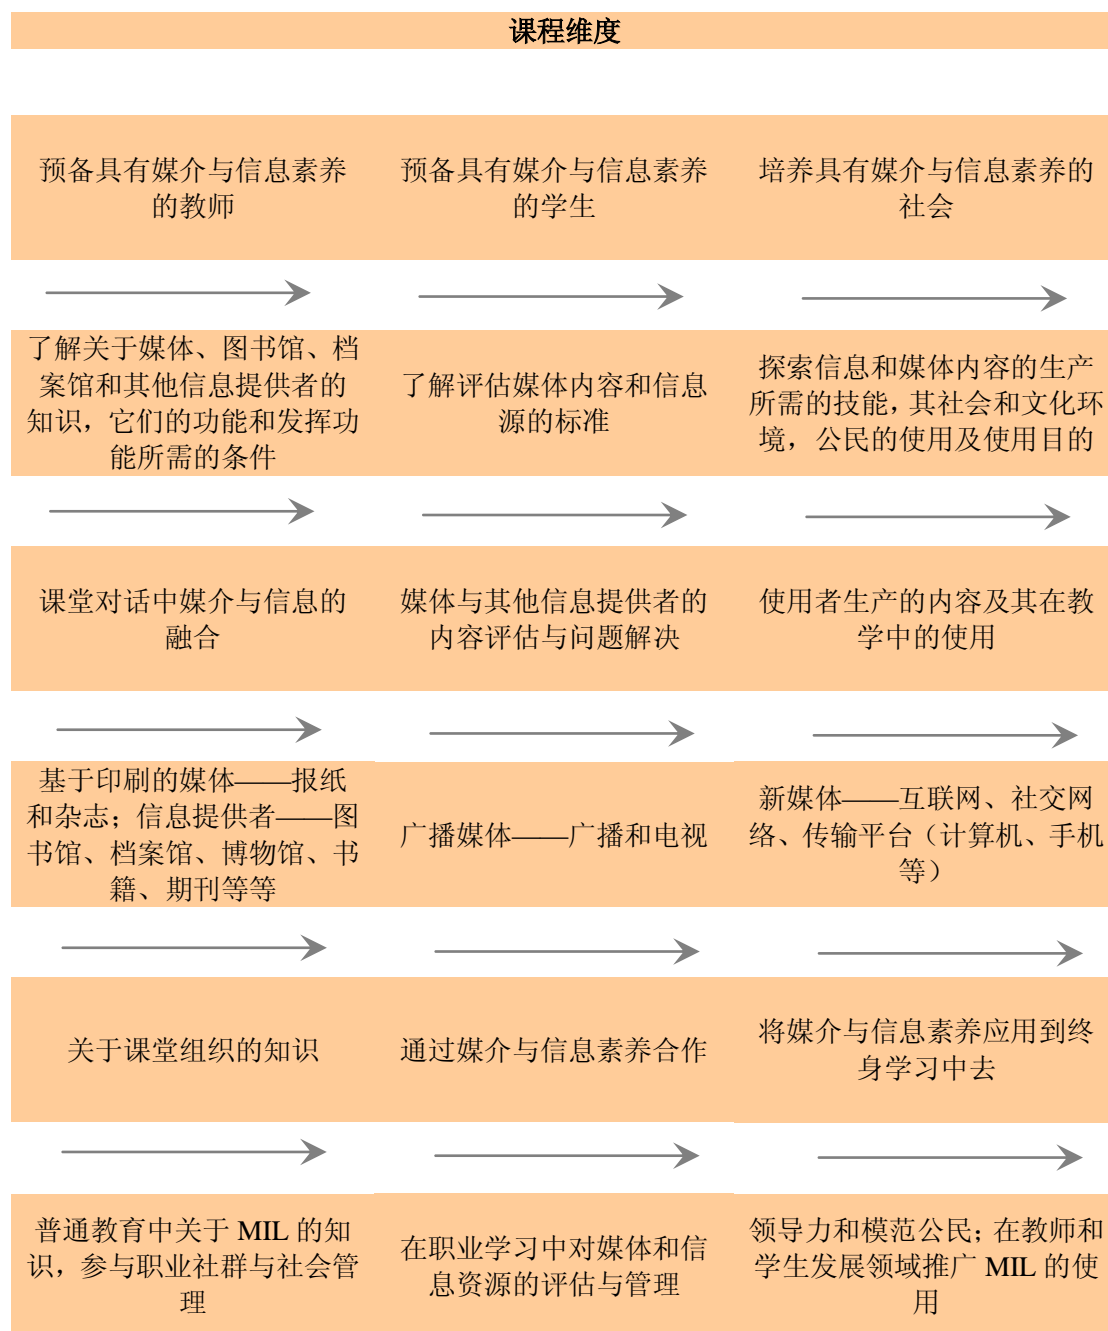 课程维度
预备具有媒介与信息素养
的教师
预备具有媒介与信息素养
的学生
培养具有媒介与信息素养的
社会
了解关于媒体、图书馆、档
案馆和其他信息提供者的
知识，它们的功能和发挥功
能所需的条件
了解评估媒体内容和信息
源的标准
探索信息和媒体内容的生产
所需的技能，其社会和文化环
境，公民的使用及使用目的
课堂对话中媒介与信息的
融合
媒体与其他信息提供者的
内容评估与问题解决
使用者生产的内容及其在教
学中的使用
基于印刷的媒体——报纸
和杂志；信息提供者——图
书馆、档案馆、博物馆、书
籍、期刊等等
广播媒体——广播和电视
新媒体——互联网、社交网
络、传输平台（计算机、手机
等）
关于课堂组织的知识
通过媒介与信息素养合作
将媒介与信息素养应用到终
身学习中去
普通教育中关于 MIL 的知
识，参与职业社群与社会管
理
在职业学习中对媒体和信
息资源的评估与管理
领导力和模范公民；在教师和
学生发展领域推广 MIL 的使
用